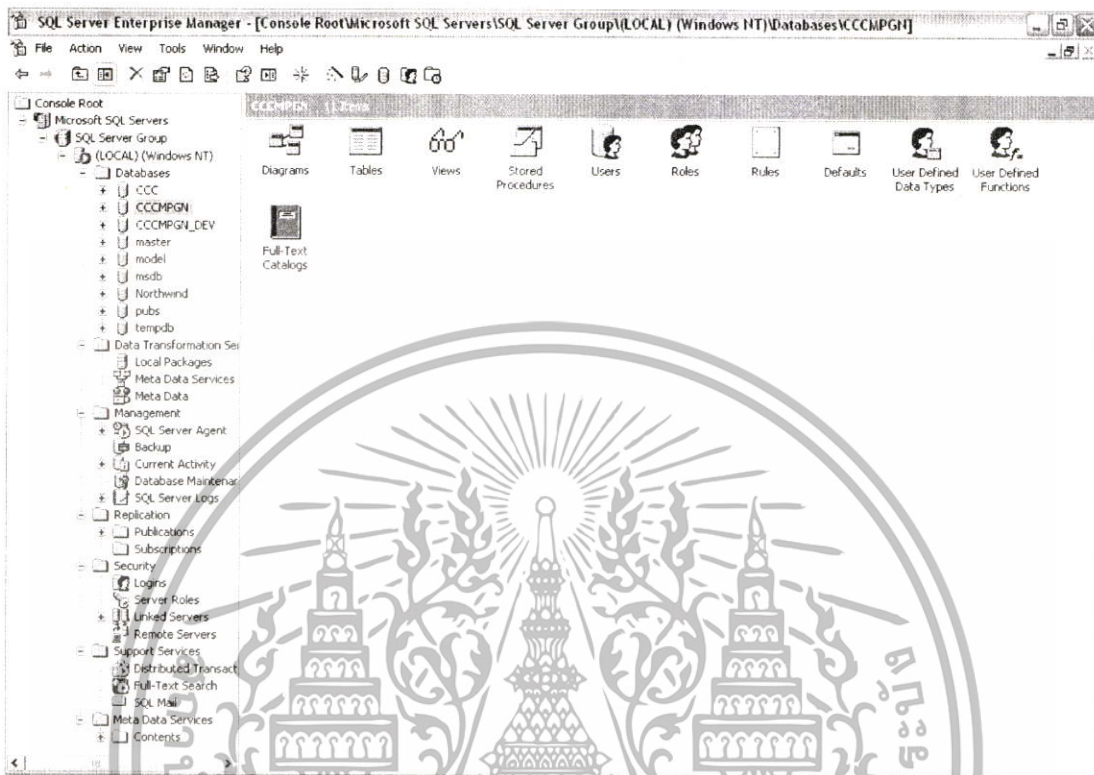 SQL Server Enterprise Manager - [Console Root\Microsoft SQL Servers\SQL Server Group\(LOCAL) (Windows NT)\Databases\CCCMPGN]
File Action View Tools Window Help
Console Root
Microsoft SQL Servers
SQL Server Group
(LOCAL) (Windows NT)
Databases
CCC
CCCMPGN
CCCMPGN_DEV
master
model
msdb
Northwind
pubs
tempdb
Data Transformation Ser
Local Packages
Meta Data Services
Meta Data
Management
SQL Server Agent
Backup
Current Activity
Database Maintenan
SQL Server Logs
Replication
Publications
Subscriptions
Security
Logins
Server Roles
Linked Servers
Remote Servers
Support Services
Distributed Transact
Full-Text Search
SQL Mail
Meta Data Services
Contents
CCCMPGN 11 Items
Diagrams
Tables
Views
Stored Procedures
Users
Roles
Rules
Defaults
User Defined Data Types
User Defined Functions
Full-Text Catalogs